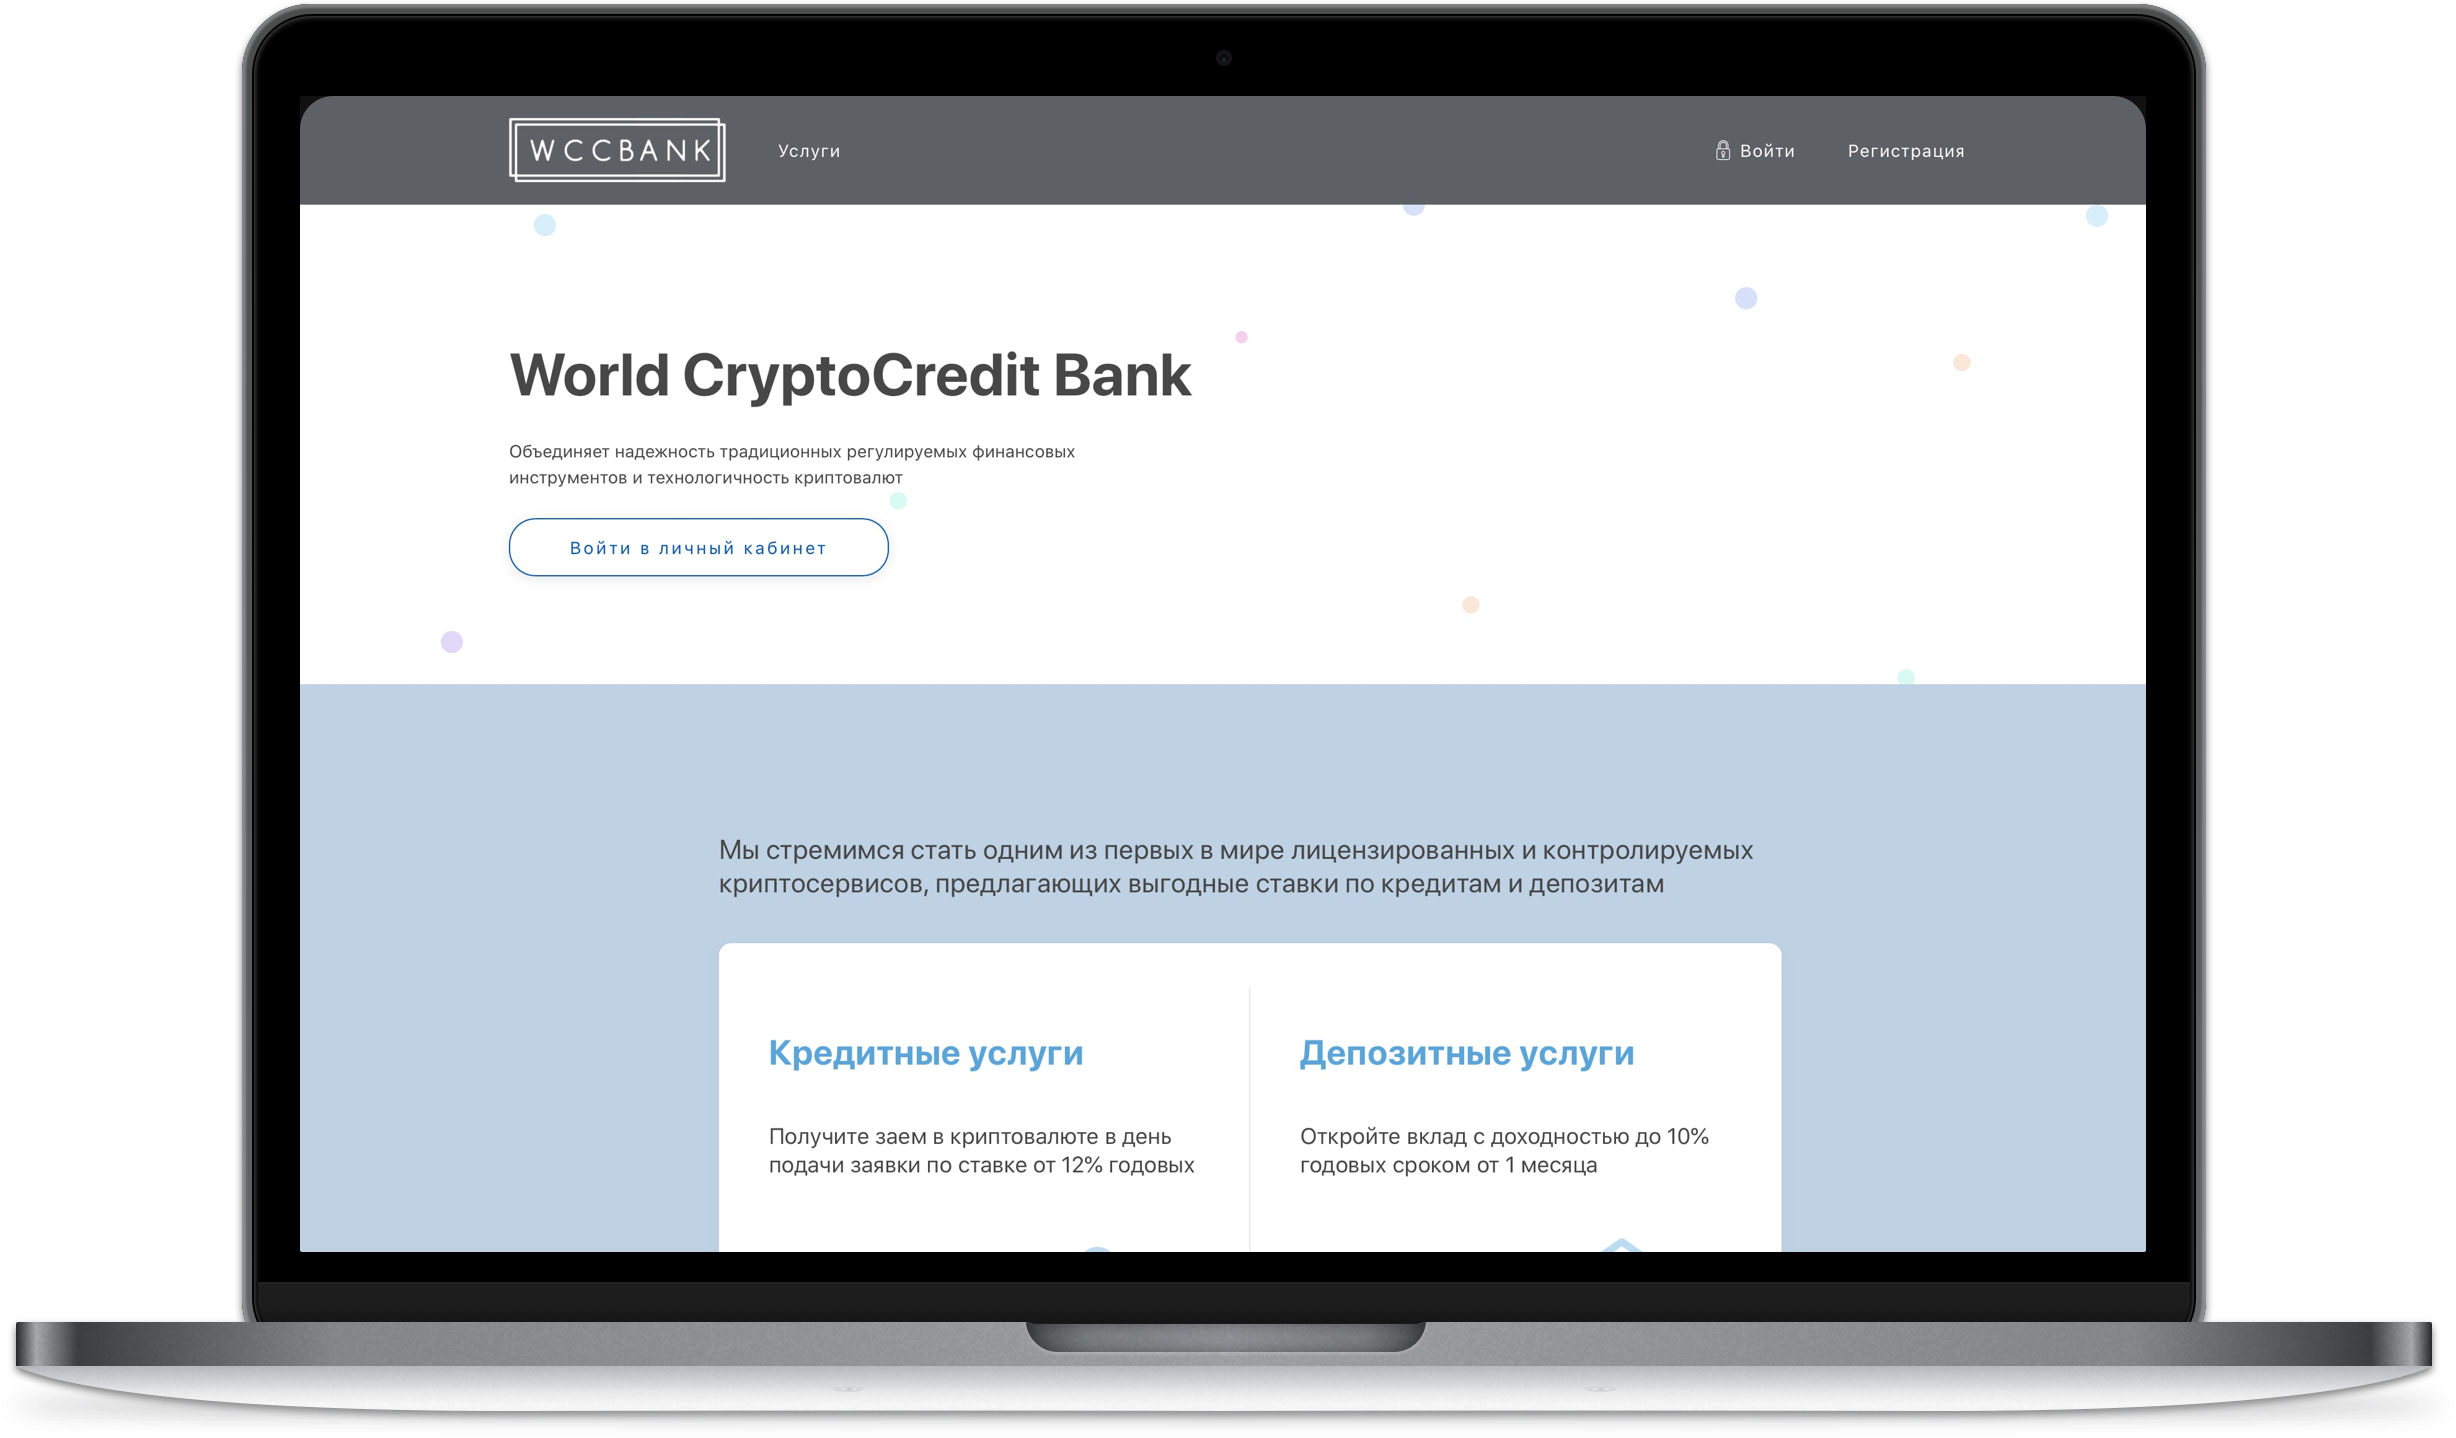 WCCBANK
Услуги
Войти
Регистрация
World CryptoCredit Bank
Объединяет надежность традиционных регулируемых финансовых
инструментов и технологичность криптовалют
Войти в личный кабинет
Мы стремимся стать одним из первых в мире лицензированных и контролируемых
криптосервисов, предлагающих выгодные ставки по кредитам и депозитам
Кредитные услуги
Получите заем в криптовалюте в день
подачи заявки по ставке от 12% годовых
Депозитные услуги
Откройте вклад с доходностью до 10%
годовых сроком от 1 месяца